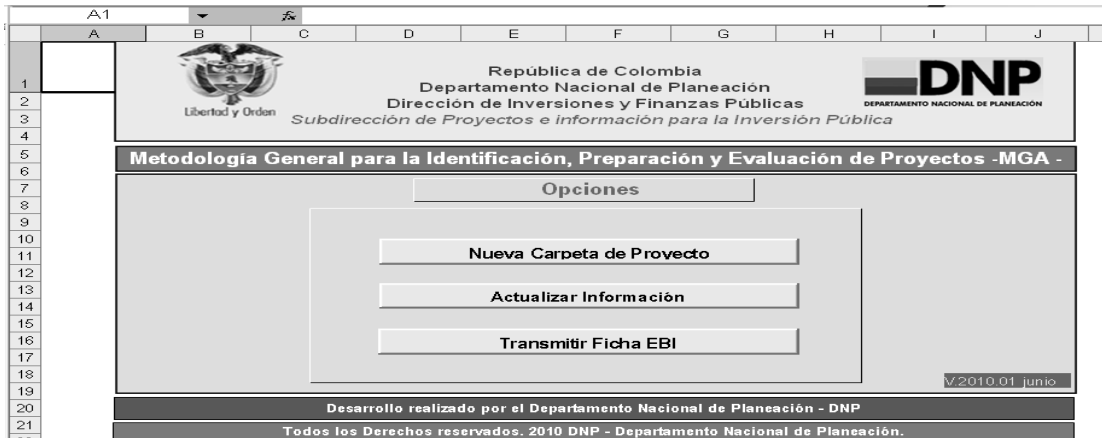 A1
fx
A B C D E F G H I J
1
República de Colombia
Departamento Nacional de Planeación
DNP
2
Dirección de Inversiones y Finanzas Públicas
DEPARTAMENTO NACIONAL DE PLANEACIÓN
3
Libertad y Orden
Subdirección de Proyectos e información para la Inversión Pública
4
5
Metodología General para la Identificación, Preparación y Evaluación de Proyectos -MGA -
6
7
Opciones
8
9
10
11
Nueva Carpeta de Proyecto
12
13
Actualizar Información
14
15
16
Transmitir Ficha EBI
17
18
V.2010.01 junio
19
20
Desarrollo realizado por el Departamento Nacional de Planeación - DNP
21
Todos los Derechos reservados. 2010 DNP - Departamento Nacional de Planeación.